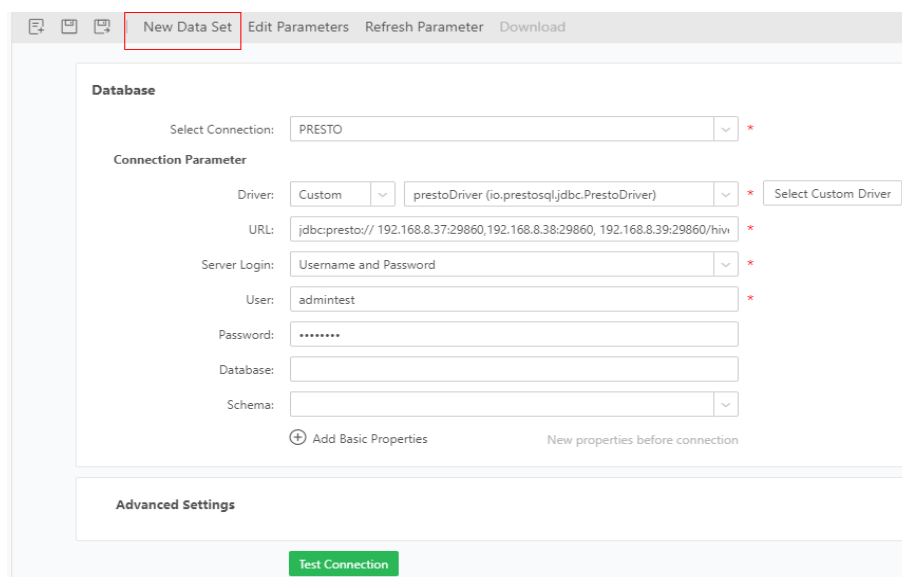 New Data Set Edit Parameters Refresh Parameter Download
Database
Select Connection: PRESTO *
Connection Parameter
Driver: Custom prestoDriver (io.prestosql.jdbc.PrestoDriver) * Select Custom Driver
URL: jdbc:presto:// 192.168.8.37:29860,192.168.8.38:29860, 192.168.8.39:29860/hive *
Server Login: Username and Password *
User: admintest *
Password: ••••••••
Database:
Schema:
Add Basic Properties New properties before connection
Advanced Settings
Test Connection